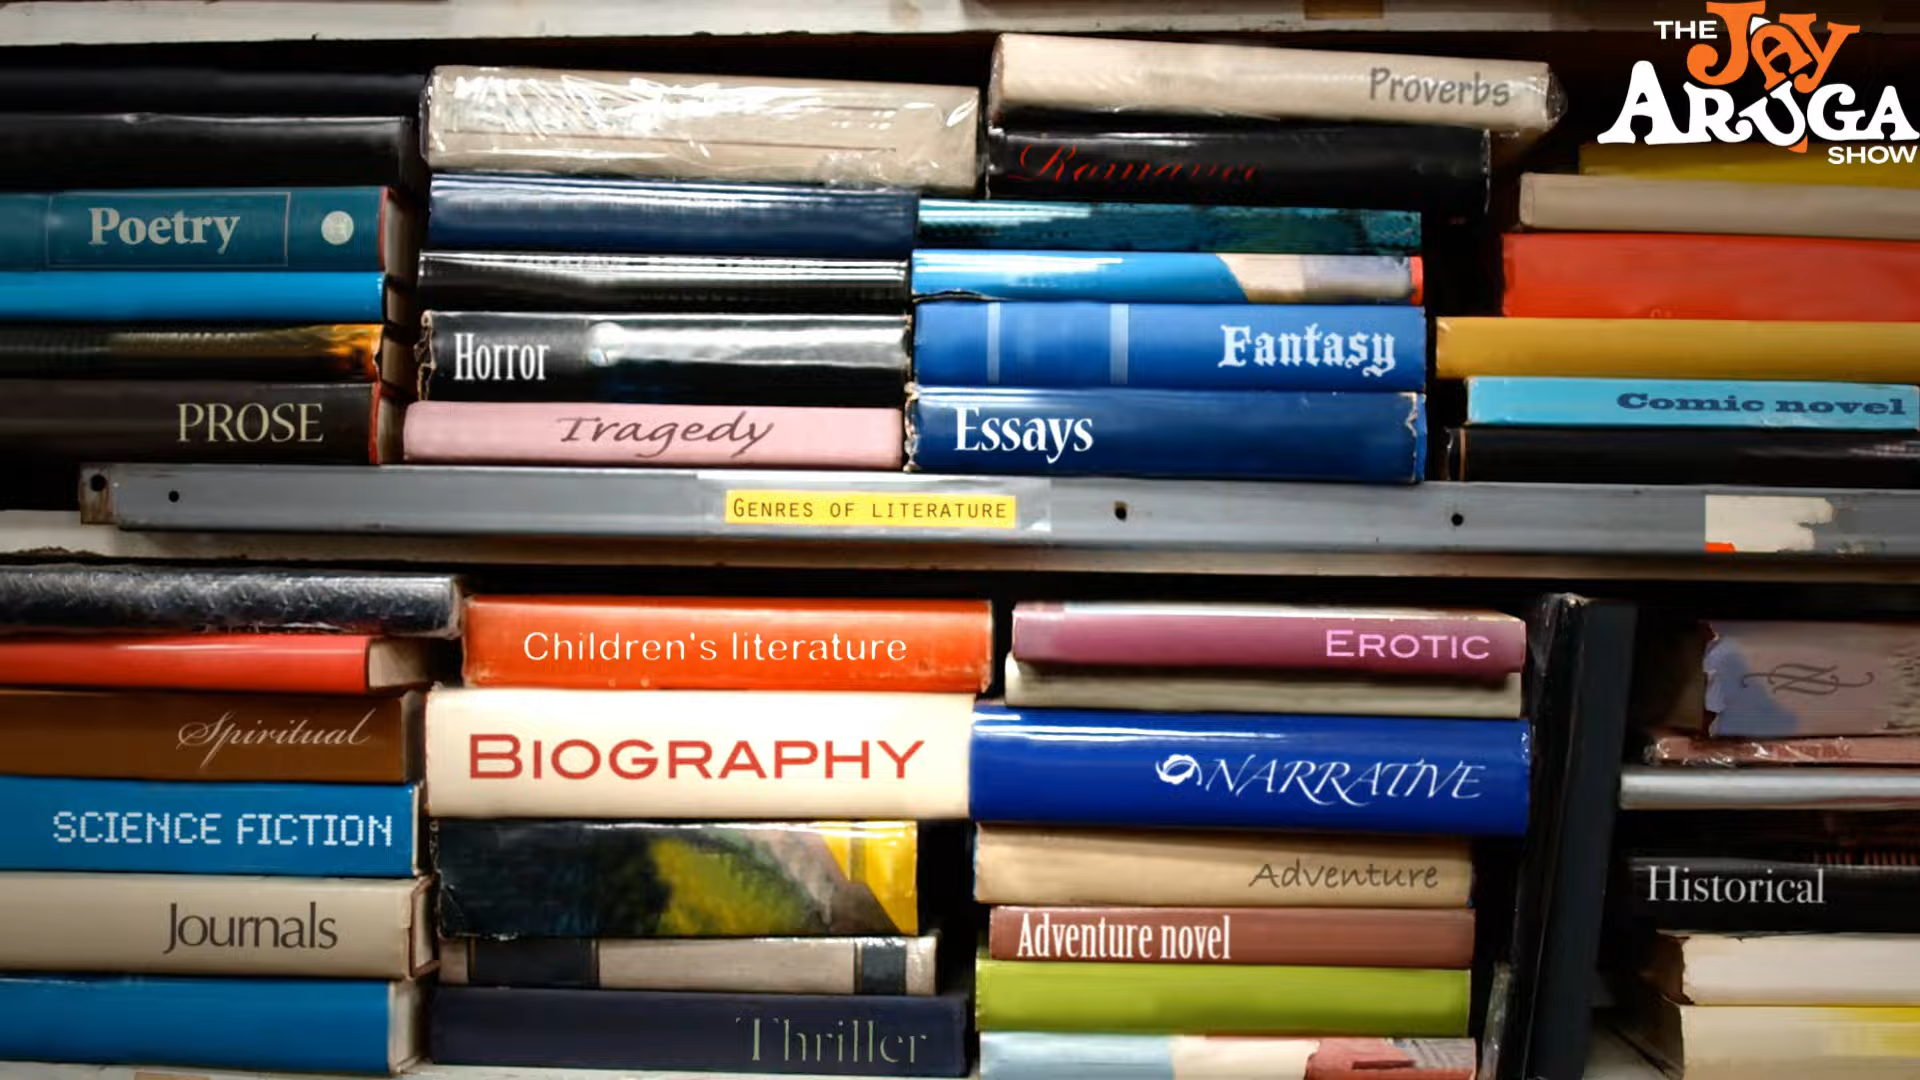 THE Jay
ARUGA
SHOW
Proverbs
Romance
Poetry
Horror
Fantasy
PROSE
Tragedy
Essays
Comic novel
GENRES OF LITERATURE
Children's literature
EROTIC
Spiritual
BIOGRAPHY
NARRATIVE
SCIENCE FICTION
Adventure
Historical
Journals
Adventure novel
Thriller